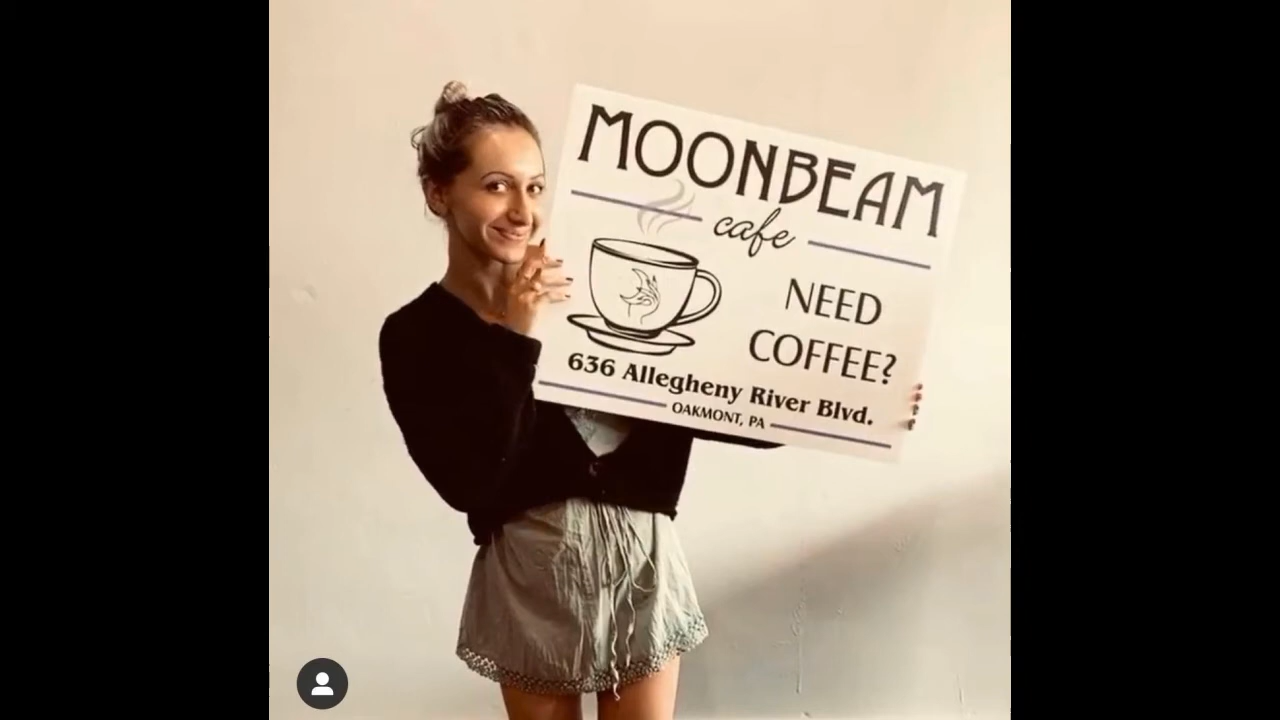 MOONBEAM
cafe
NEED
COFFEE?
636 Allegheny River Blvd.
OAKMONT, PA